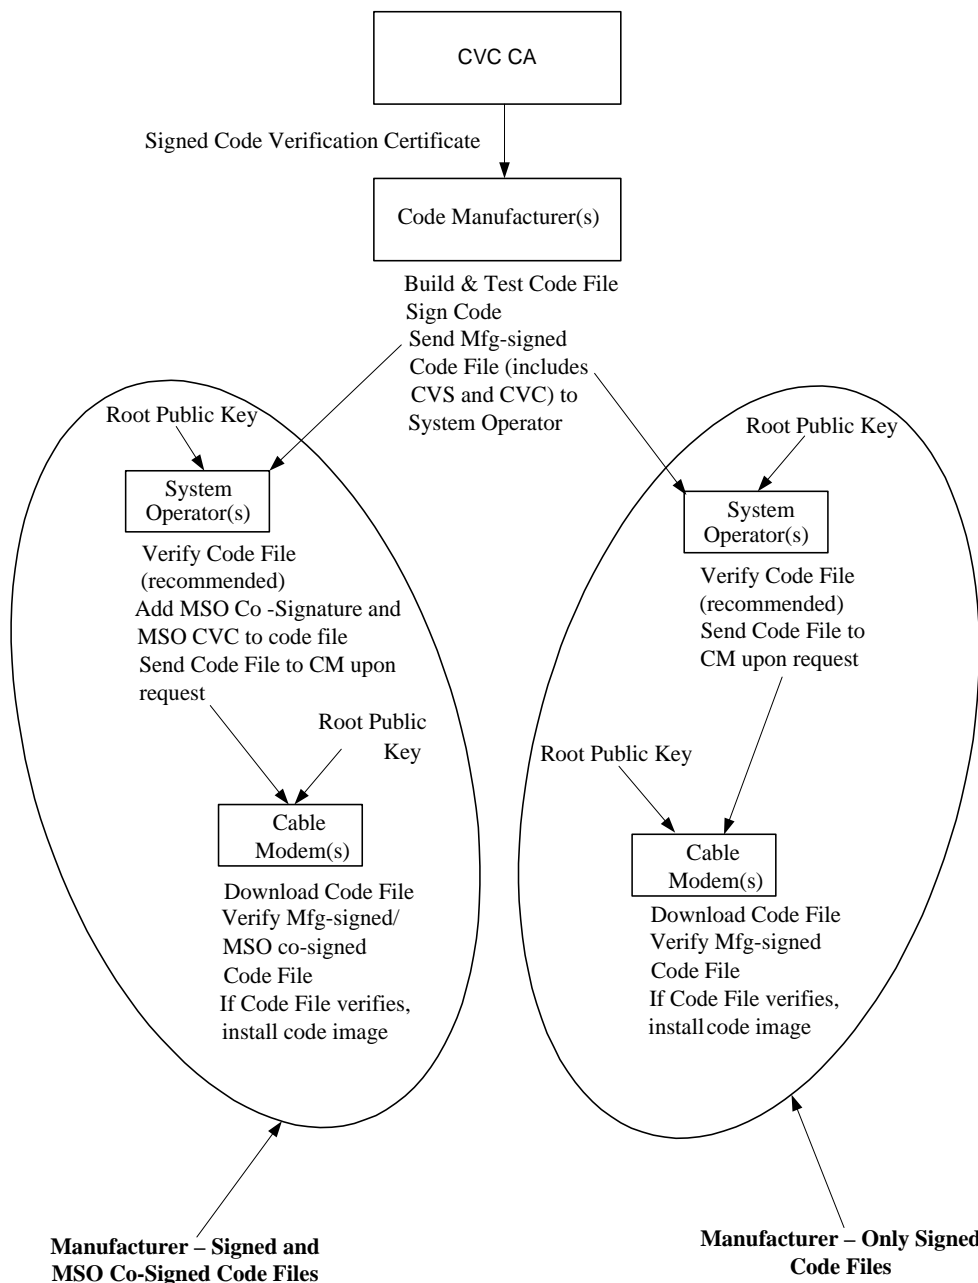 CVC CA
Signed Code Verification Certificate
Code Manufacturer(s)
Build & Test Code File
Sign Code
Send Mfg-signed
Code File (includes
CVS and CVC) to
System Operator
Root Public Key
System
Operator(s)
Verify Code File
(recommended)
Add MSO Co -Signature and
MSO CVC to code file
Send Code File to CM upon
request
Root Public
Key
Cable
Modem(s)
Download Code File
Verify Mfg-signed/
MSO co-signed
Code File
If Code File verifies,
install code image
Manufacturer – Signed and
MSO Co-Signed Code Files
Root Public Key
System
Operator(s)
Verify Code File
(recommended)
Send Code File to
CM upon request
Root Public Key
Cable
Modem(s)
Download Code File
Verify Mfg-signed
Code File
If Code File verifies,
install code image
Manufacturer – Only Signed
Code Files